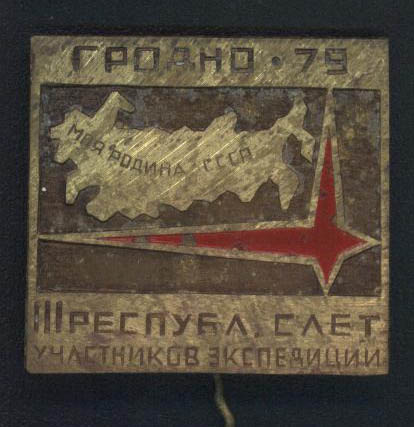 ГРОДНО · 79
МОЯ РОДИНА СССР
III РЕСПУБЛ. СЛЕТ
УЧАСТНИКОВ ЭКСПЕДИЦИИ